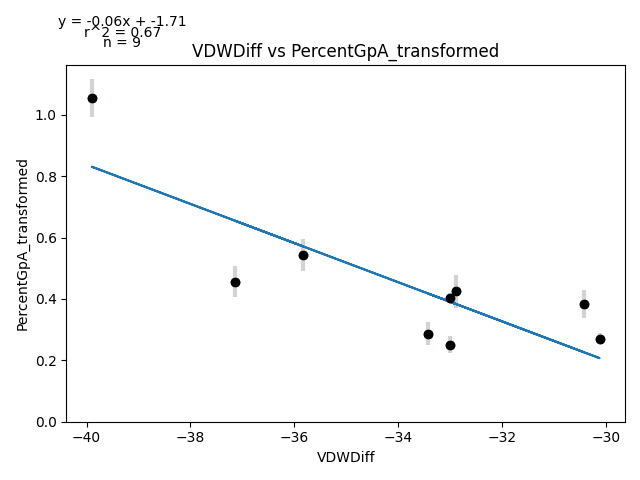 y = -0.06x + -1.71
r^2 = 0.67
n = 9
VDWDiff vs PercentGpA_transformed
PercentGpA_transformed
1.0
0.8
0.6
0.4
0.2
0.0
−40
−38
−36
−34
−32
−30
VDWDiff